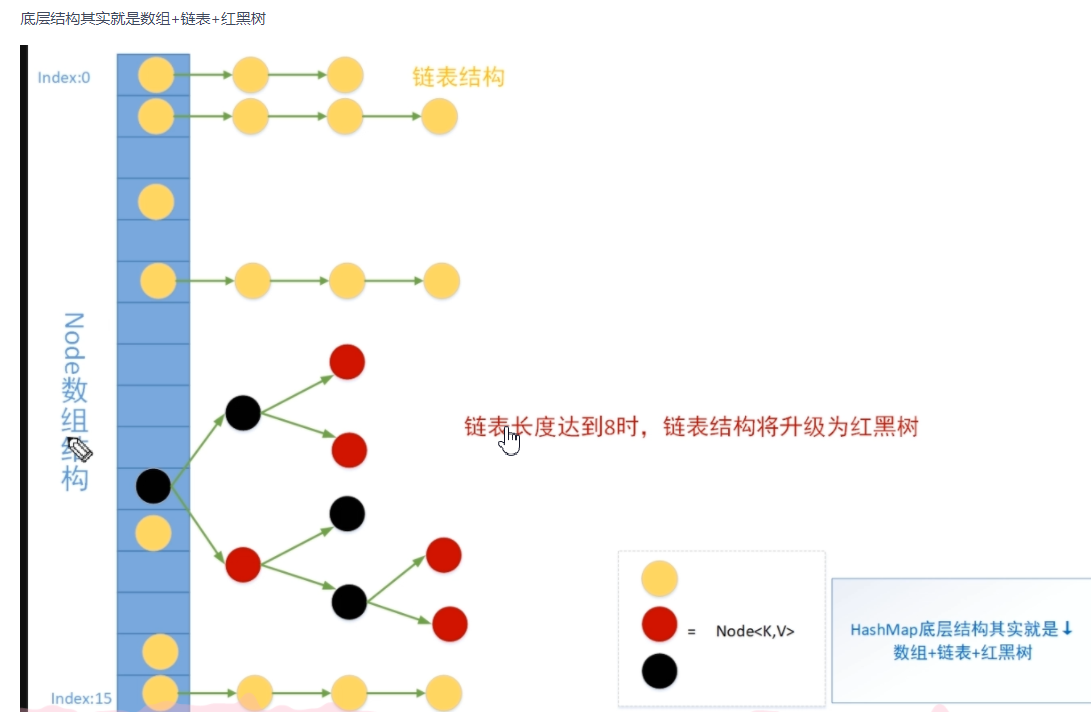 底层结构其实就是数组+链表+红黑树
Index:0
链表结构
Node数组结构
链表长度达到8时，链表结构将升级为红黑树
= Node<K,V>
HashMap底层结构其实就是↓
数组+链表+红黑树
Index:15